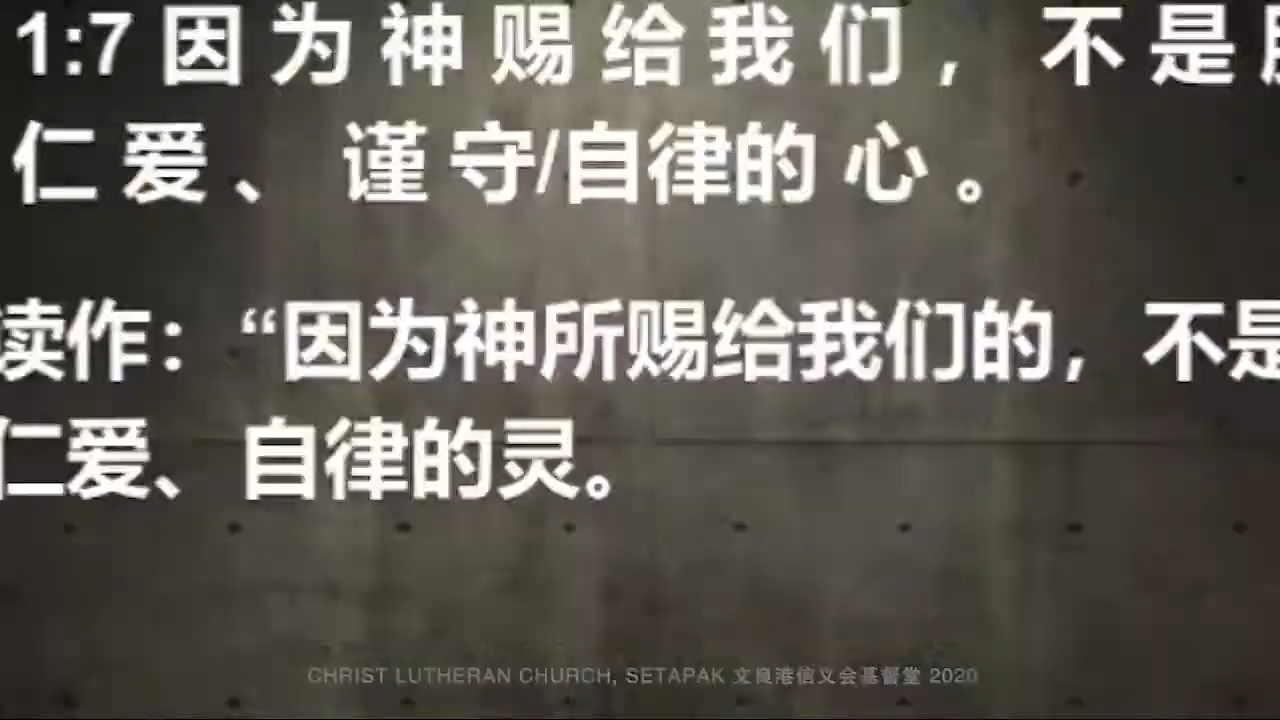 1:7 因为神赐给我们，不是
仁爱、谨守/自律的心。
读作：“因为神所赐给我们的，不是
仁爱、自律的灵。
CHRIST LUTHERAN CHURCH, SETAPAK 文良港信义会基督堂 2020